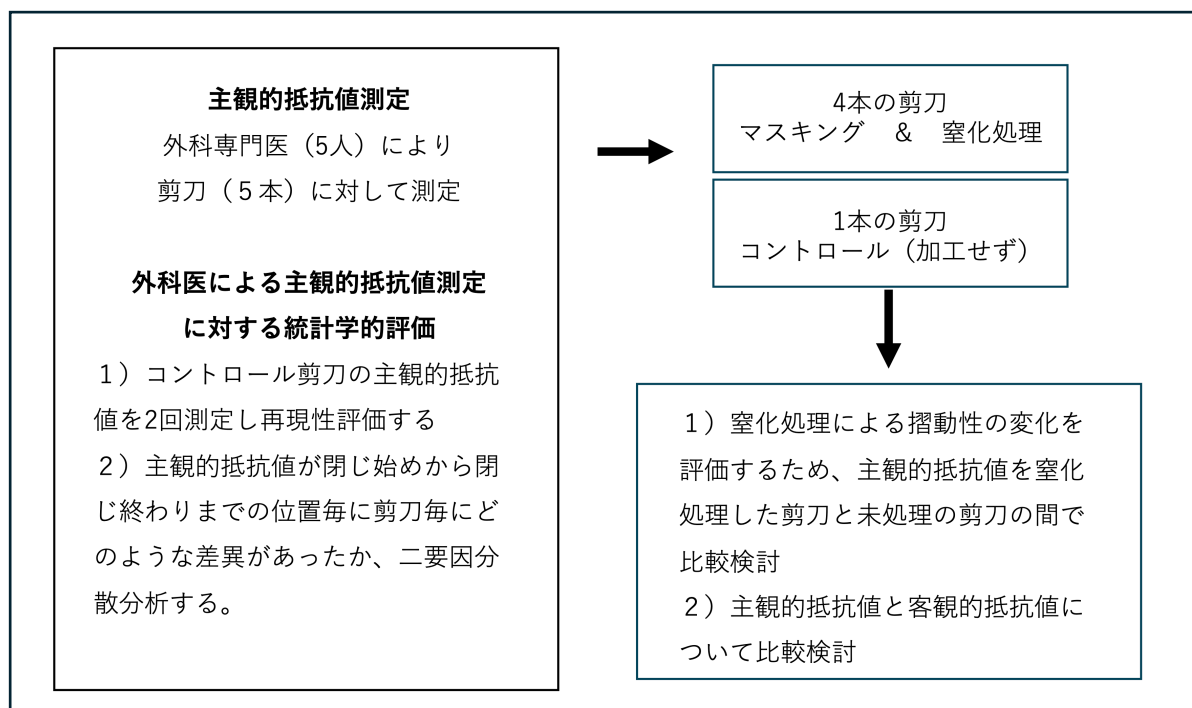 主観的抵抗値測定
外科専門医（5人）により
剪刀（５本）に対して測定
外科医による主観的抵抗値測定
に対する統計学的評価
１）コントロール剪刀の主観的抵抗
値を2回測定し再現性評価する
２）主観的抵抗値が閉じ始めから閉
じ終わりまでの位置毎に剪刀毎にど
のような差異があったか、二要因分
散分析する。
4本の剪刀
マスキング　＆　窒化処理
1本の剪刀
コントロール（加工せず）
１）窒化処理による摺動性の変化を
評価するため、主観的抵抗値を窒化
処理した剪刀と未処理の剪刀の間で
比較検討
２）主観的抵抗値と客観的抵抗値に
ついて比較検討